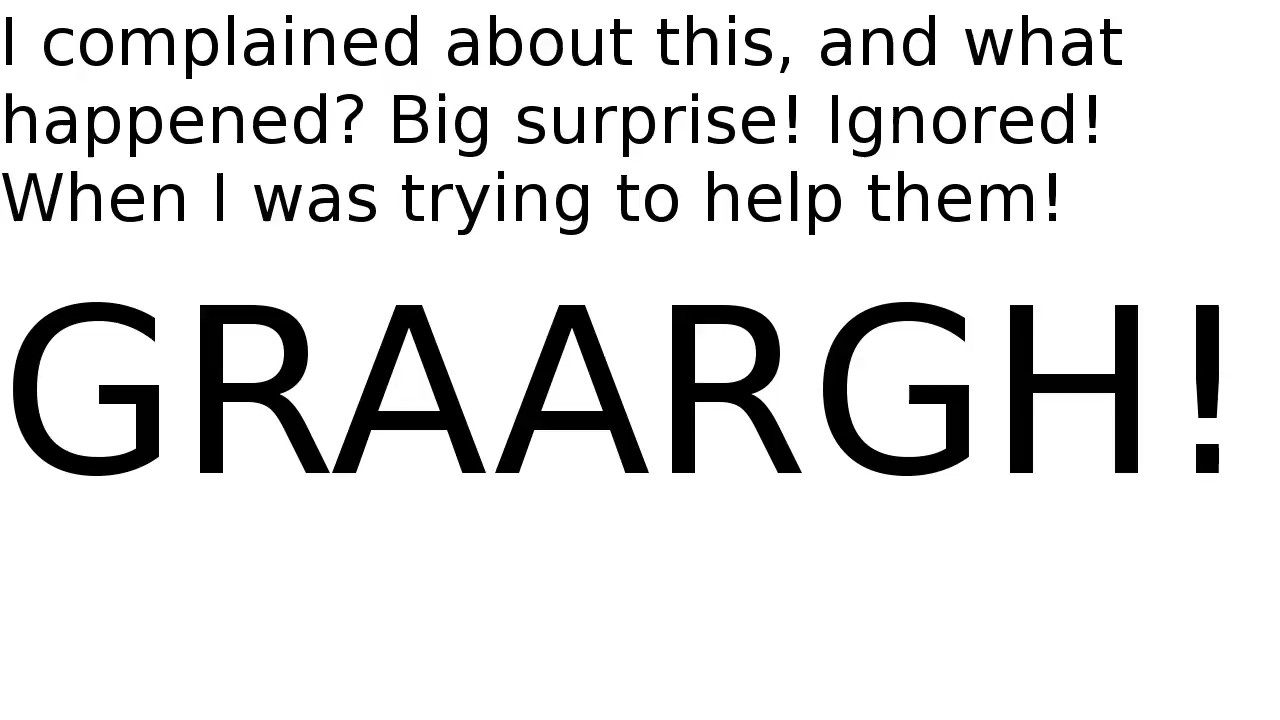 I complained about this, and what
happened? Big surprise! Ignored!
When I was trying to help them!
GRAARGH!